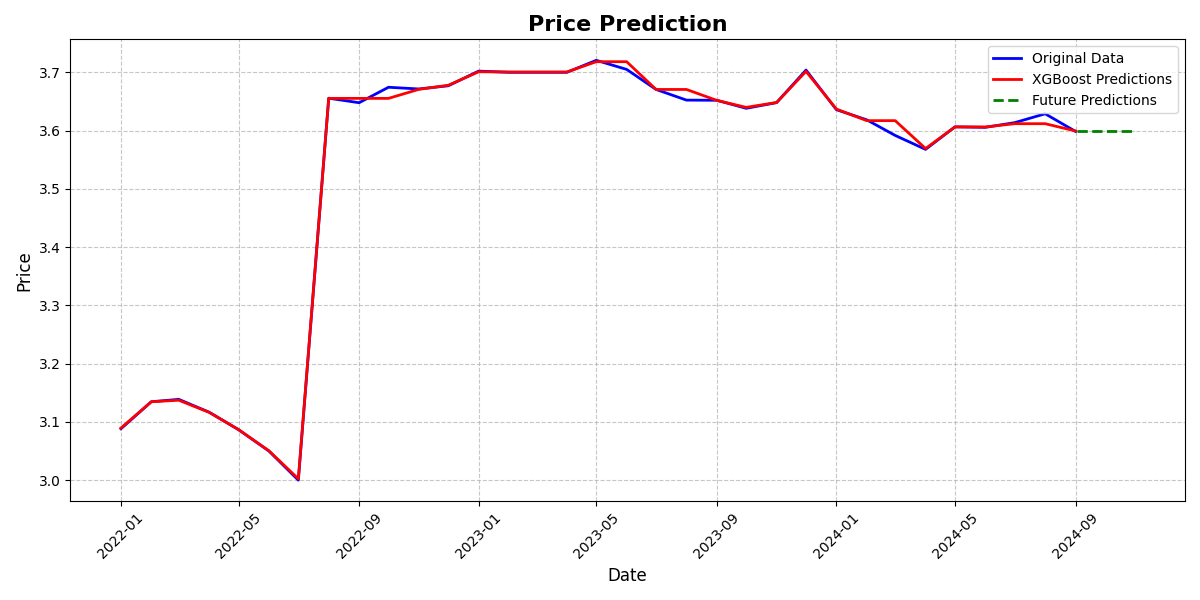 Price Prediction
Original Data
XGBoost Predictions
Future Predictions
Price
3.7
3.6
3.5
3.4
3.3
3.2
3.1
3.0
2022-01
2022-05
2022-09
2023-01
2023-05
2023-09
2024-01
2024-05
2024-09
Date